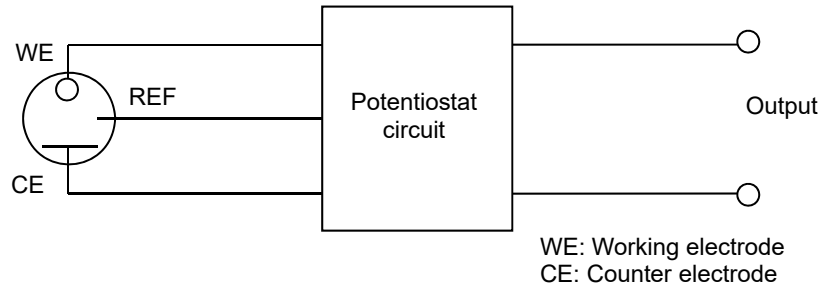 WE
REF
CE
Potentiostat
circuit
Output
WE: Working electrode
CE: Counter electrode